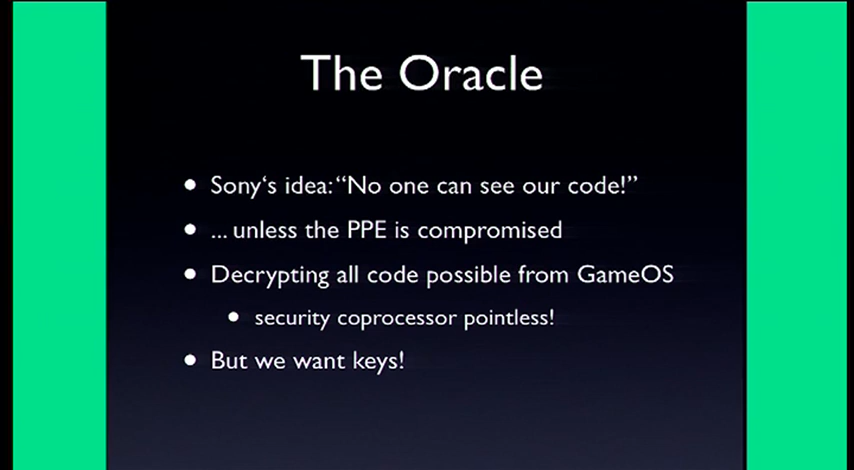 The Oracle
• Sony‘s idea: “No one can see our code!”
• ... unless the PPE is compromised
• Decrypting all code possible from GameOS
• security coprocessor pointless!
• But we want keys!